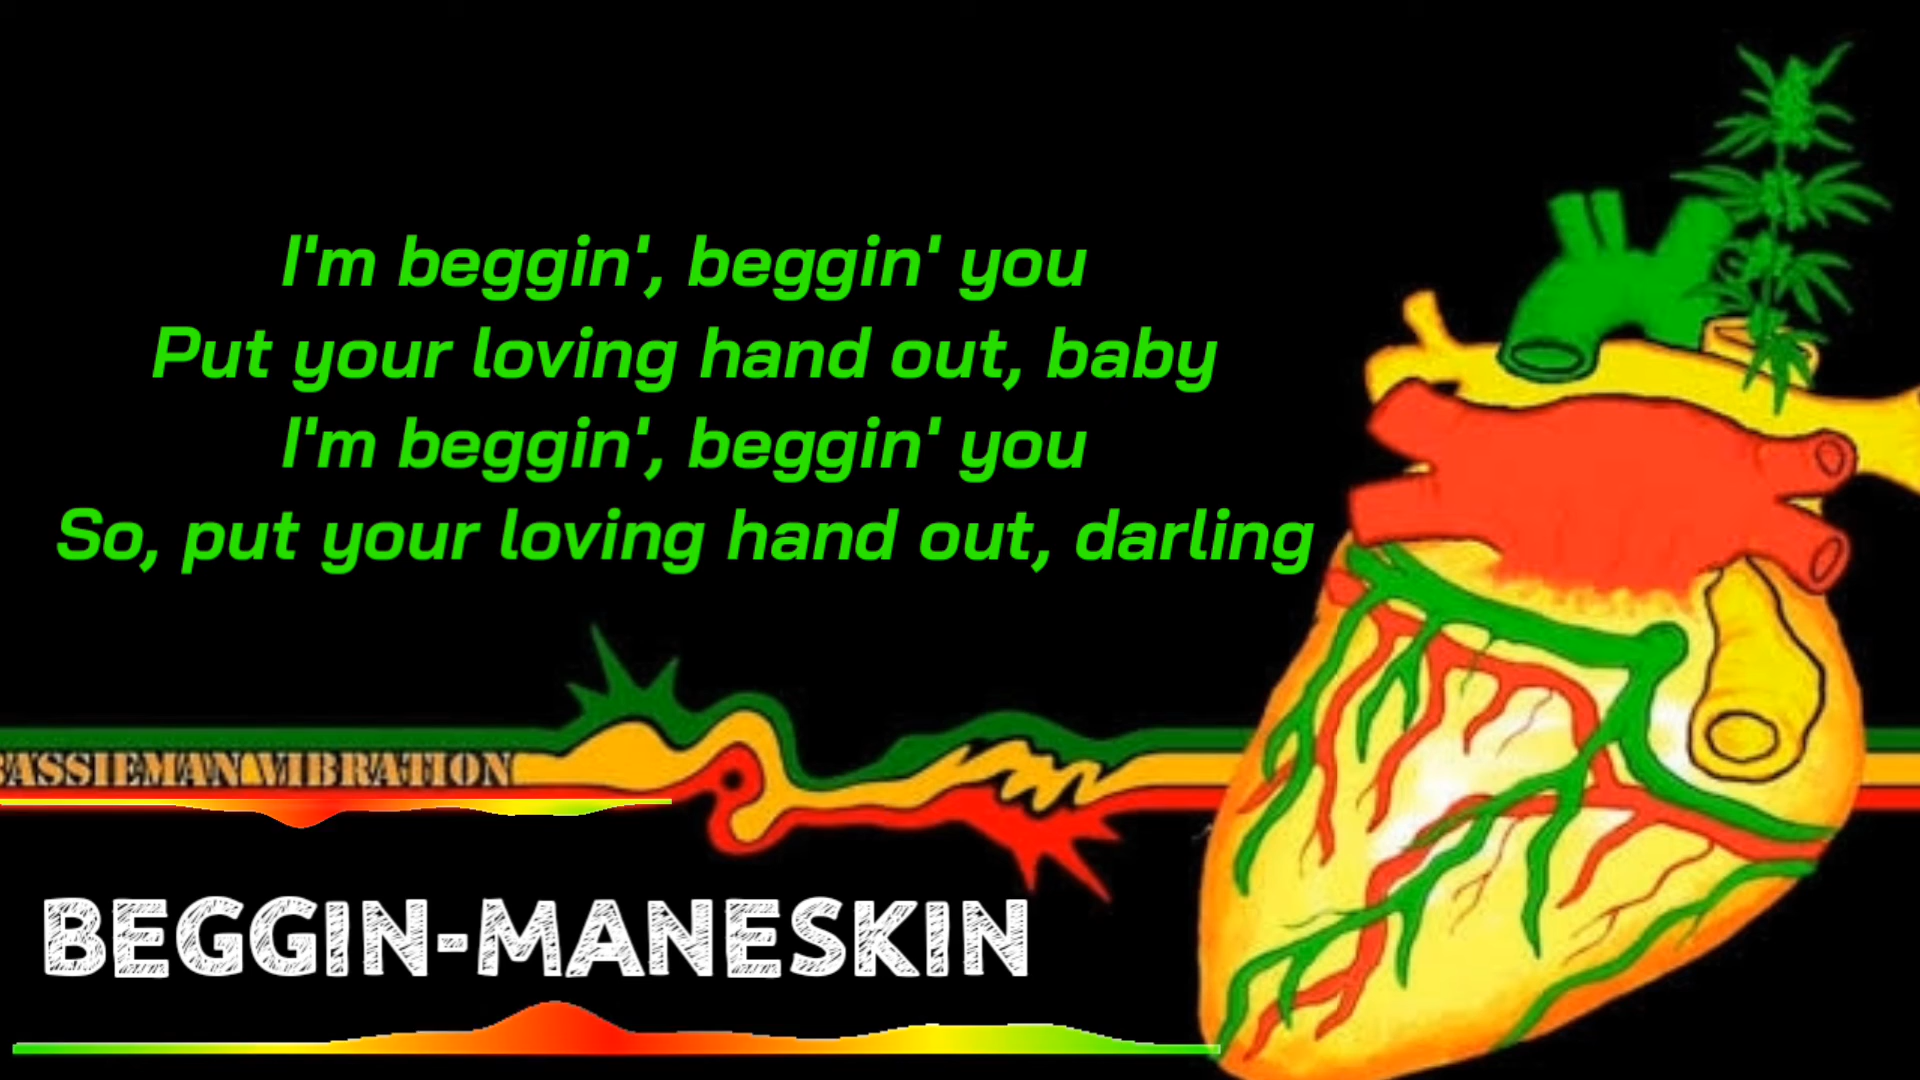 I'm beggin', beggin' you
Put your loving hand out, baby
I'm beggin', beggin' you
So, put your loving hand out, darling
VIBRATION
BEGGIN-MANESKIN